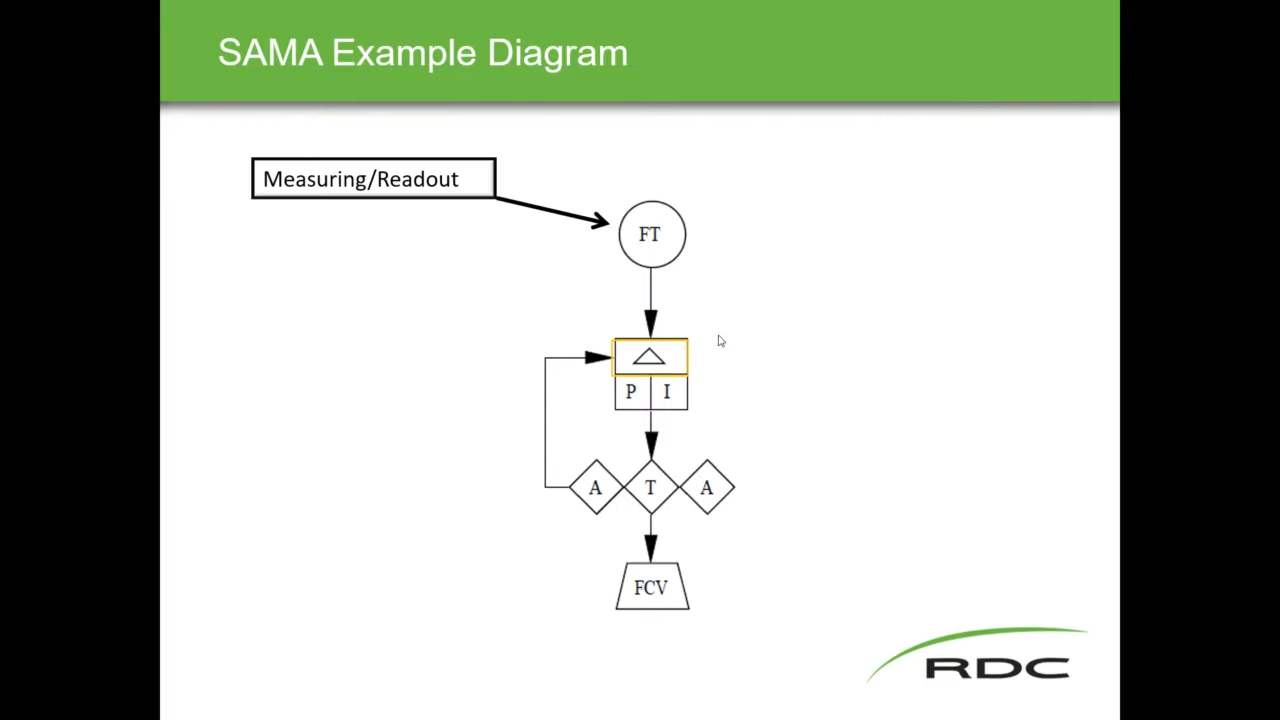 SAMA Example Diagram
Measuring/Readout
FT
P I
A T A
FCV
RDC